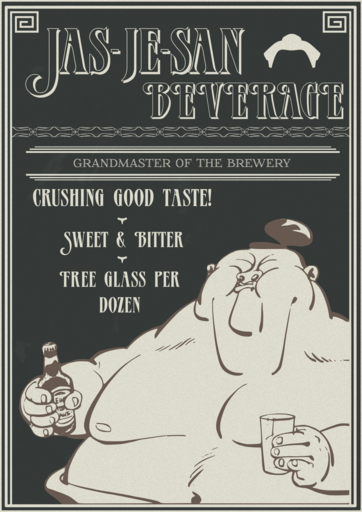 JAS-JE-SAN
BEVERAGE
GRANDMASTER OF THE BREWERY
CRUSHING GOOD TASTE!
SWEET & BITTER
FREE GLASS PER
DOZEN